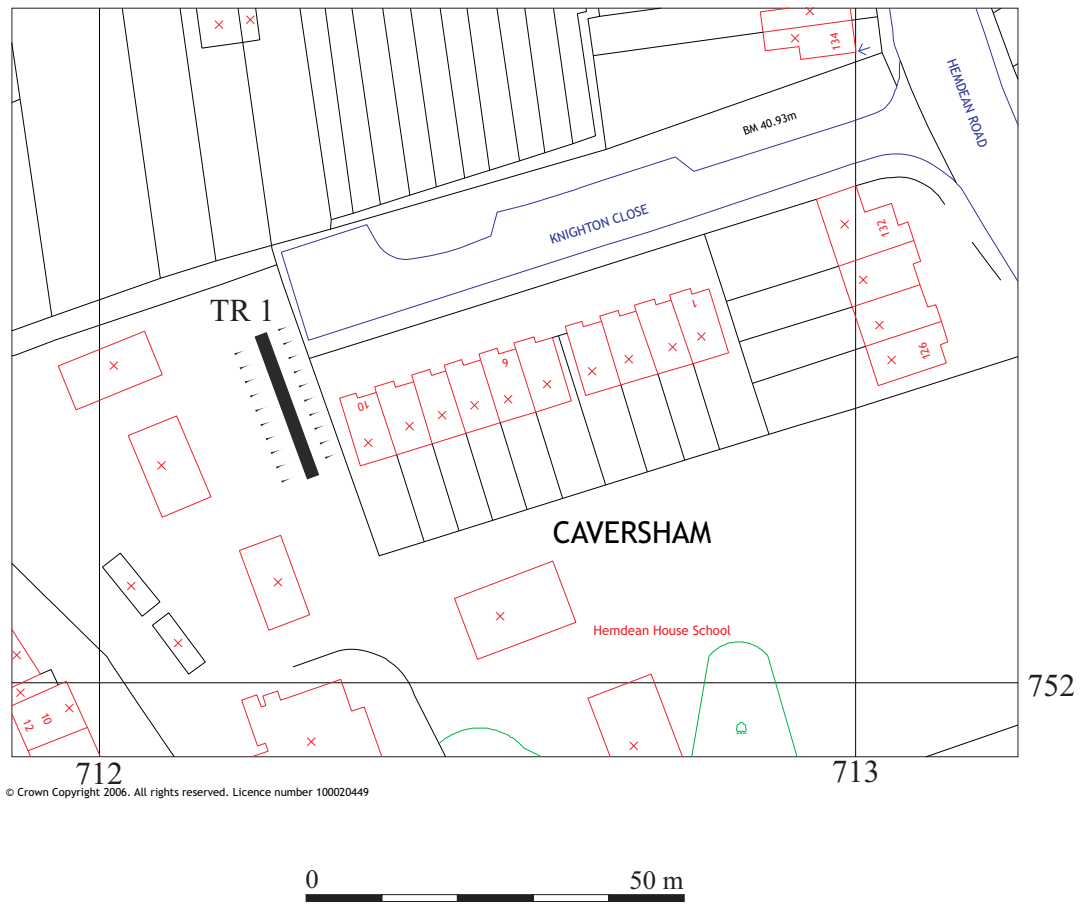 134
HEMDEAN ROAD
BM 40.93m
KNIGHTON CLOSE
132
TR 1
1
126
9
10
CAVERSHAM
Hemdean House School
752
12
10
712
713
© Crown Copyright 2006. All rights reserved. Licence number 100020449
0
50 m